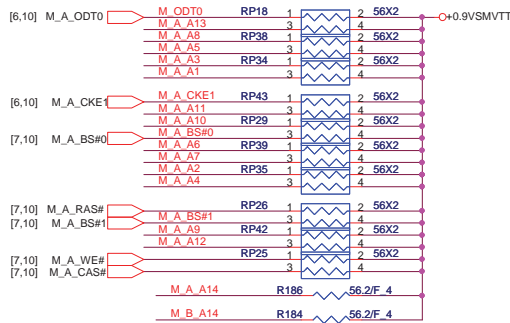 [6,10] M_A_ODT0 M_ODT0 RP18 1 2 56X2 +0.9VSMVTT
M_A_A13 3 4
M_A_A8 RP38 1 2 56X2
M_A_A5 3 4
M_A_A3 RP34 1 2 56X2
M_A_A1 3 4
[6,10] M_A_CKE1 M_A_CKE1 RP43 1 2 56X2
M_A_A11 3 4
M_A_A10 RP29 1 2 56X2
[7,10] M_A_BS#0 M_A_BS#0 3 4
M_A_A6 RP39 1 2 56X2
M_A_A7 3 4
M_A_A2 RP35 1 2 56X2
M_A_A4 3 4
[7,10] M_A_RAS# RP26 1 2 56X2
[7,10] M_A_BS#1 M_A_BS#1 3 4
M_A_A9 RP42 1 2 56X2
M_A_A12 3 4
[7,10] M_A_WE# RP25 1 2 56X2
[7,10] M_A_CAS# 3 4
M_A_A14 R186 56.2/F_4
M_B_A14 R184 56.2/F_4